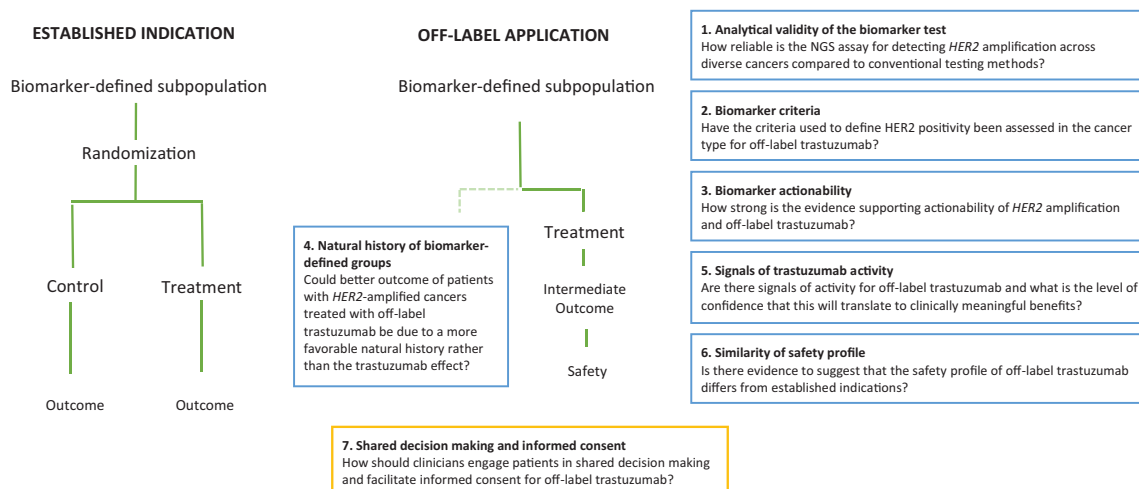 ESTABLISHED INDICATION
Biomarker-defined subpopulation
Randomization
Control
Treatment
Outcome
Outcome
OFF-LABEL APPLICATION
Biomarker-defined subpopulation
Treatment
Intermediate
Outcome
Safety
1. Analytical validity of the biomarker test
How reliable is the NGS assay for detecting HER2 amplification across
diverse cancers compared to conventional testing methods?
2. Biomarker criteria
Have the criteria used to define HER2 positivity been assessed in the cancer
type for off-label trastuzumab?
3. Biomarker actionability
How strong is the evidence supporting actionability of HER2 amplification
and off-label trastuzumab?
4. Natural history of biomarker-
defined groups
Could better outcome of patients
with HER2-amplified cancers
treated with off-label
trastuzumab be due to a more
favorable natural history rather
than the trastuzumab effect?
5. Signals of trastuzumab activity
Are there signals of activity for off-label trastuzumab and what is the level of
confidence that this will translate to clinically meaningful benefits?
6. Similarity of safety profile
Is there evidence to suggest that the safety profile of off-label trastuzumab
differs from established indications?
7. Shared decision making and informed consent
How should clinicians engage patients in shared decision making
and facilitate informed consent for off-label trastuzumab?